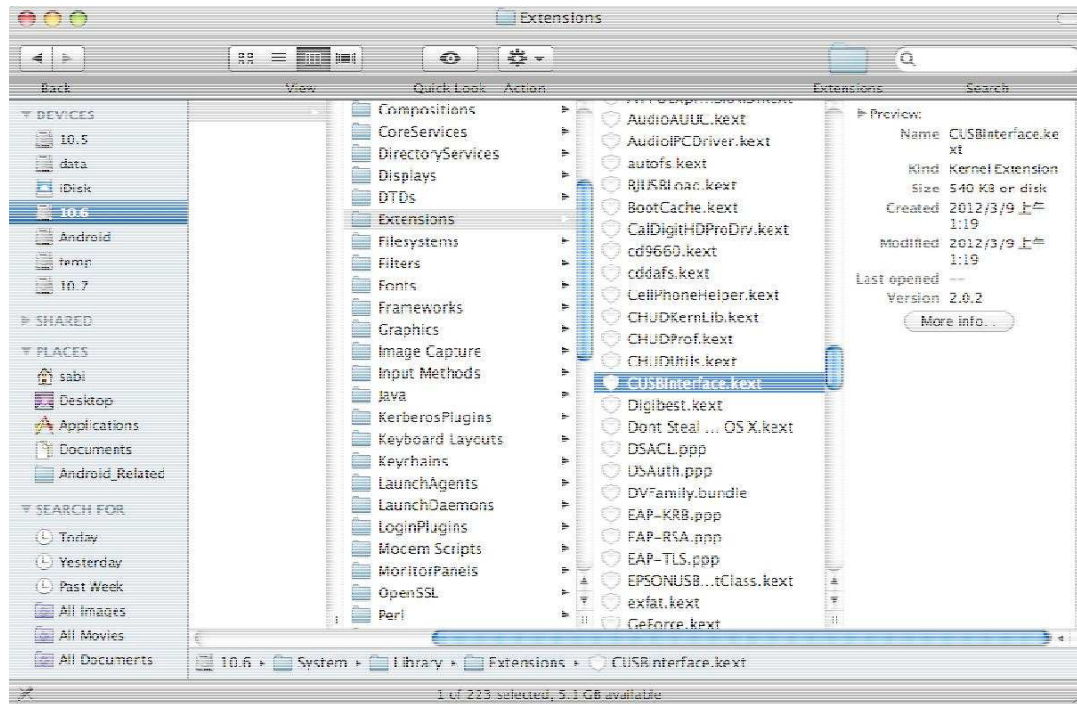 Extensions
Back
View
Quick Look
Action
Extensions
Search
DEVICES
10.5
data
iDisk
10.6
Android
temp
10.7
SHARED
PLACES
sabi
Desktop
Applications
Documents
Android_Related
SEARCH FOR
Today
Yesterday
Past Week
All Images
All Movies
All Documents
Compositions
CoreServices
DirectoryServices
Displays
DTDs
Extensions
Filesystems
Filters
Fonts
Frameworks
Graphics
Image Capture
Input Methods
Java
KerberosPlugins
Keyboard Layouts
Keychains
LaunchAgents
LaunchDaemons
LoginPlugins
Modem Scripts
MonitorPanels
OpenSSL
Perl
AudioAUUC.kext
AudioIPCDriver.kext
autofs.kext
BJUSBLoad.kext
BootCache.kext
CalDigitHDProDrv.kext
cd9660.kext
cddafs.kext
CellPhoneHelper.kext
CHUDKernLib.kext
CHUDProf.kext
CHUDUtils.kext
CUSBInterface.kext
Digibest.kext
Dont Steal ... OS X.kext
DSACL.ppp
DSAuth.ppp
DVFamily.bundle
EAP-KRB.ppp
EAP-RSA.ppp
EAP-TLS.ppp
EPSONUSB...tClass.kext
exfat.kext
GeForce.kext
Preview:
Name CUSBInterface.ke
xt
Kind Kernel Extension
Size 540 KB on disk
Created 2012/3/9 上午
1:19
Modified 2012/3/9 上午
1:19
Last opened --
Version 2.0.2
More info...
10.6 System Library Extensions CUSBInterface.kext
1 of 223 selected, 5.1 GB available